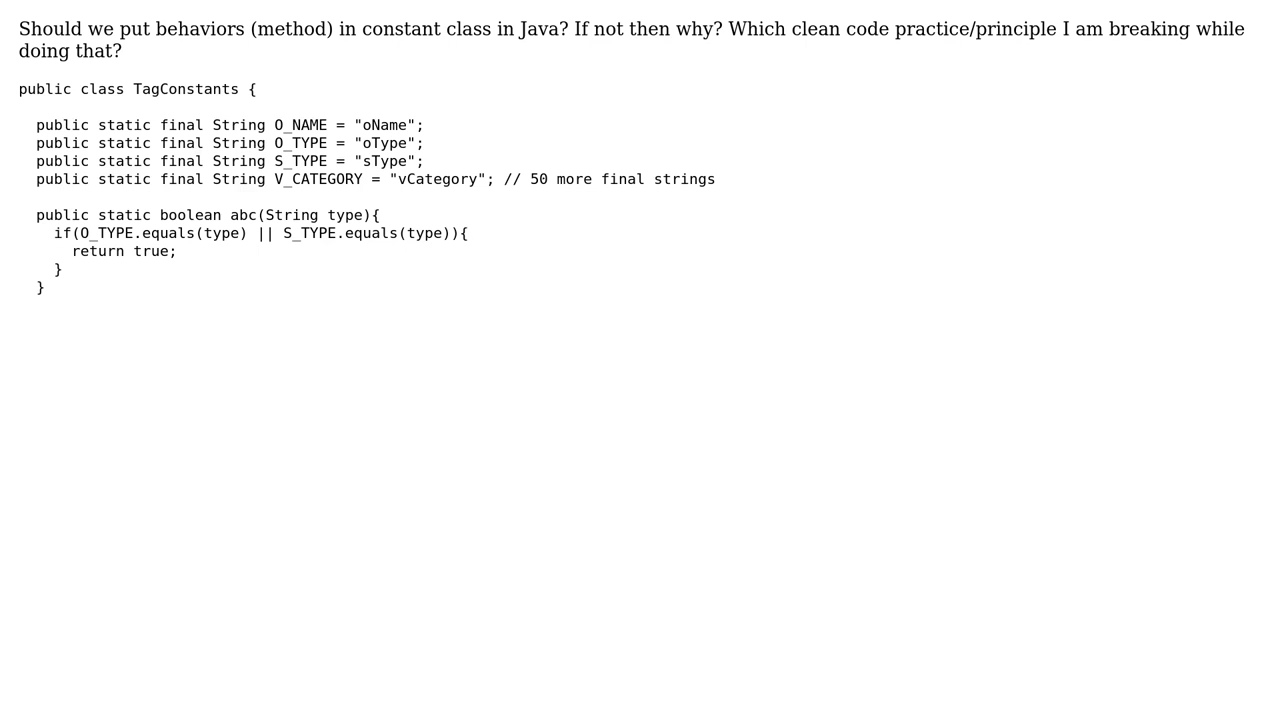 Should we put behaviors (method) in constant class in Java? If not then why? Which clean code practice/principle I am breaking while
doing that?
public class TagConstants {
public static final String O_NAME = "oName";
public static final String O_TYPE = "oType";
public static final String S_TYPE = "sType";
public static final String V_CATEGORY = "vCategory"; // 50 more final strings
public static boolean abc(String type){
if(O_TYPE.equals(type) || S_TYPE.equals(type)){
return true;
}
}